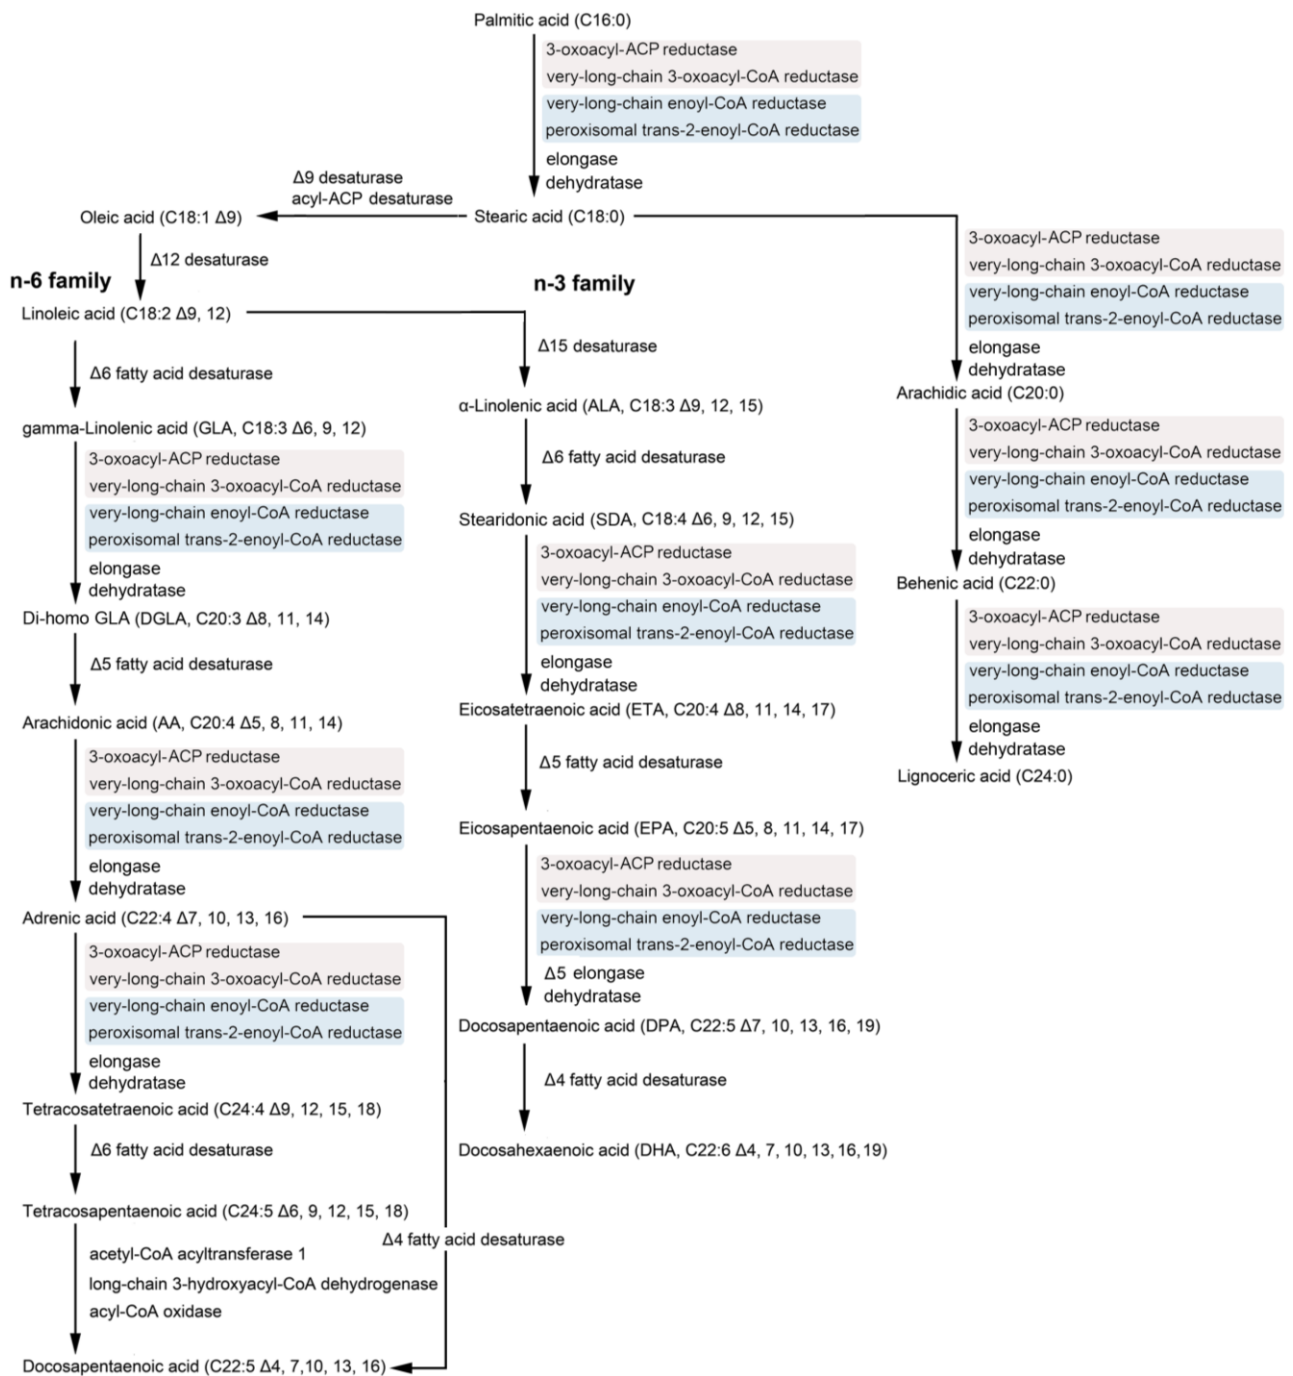 Palmitic acid (C16:0)
3-oxoacyl-ACP reductase
very-long-chain 3-oxoacyl-CoA reductase
very-long-chain enoyl-CoA reductase
peroxisomal trans-2-enoyl-CoA reductase
elongase
dehydratase
Δ9 desaturase
acyl-ACP desaturase
Oleic acid (C18:1 Δ9)
Stearic acid (C18:0)
Δ12 desaturase
n-6 family
Linoleic acid (C18:2 Δ9, 12)
Δ6 fatty acid desaturase
gamma-Linolenic acid (GLA, C18:3 Δ6, 9, 12)
3-oxoacyl-ACP reductase
very-long-chain 3-oxoacyl-CoA reductase
very-long-chain enoyl-CoA reductase
peroxisomal trans-2-enoyl-CoA reductase
elongase
dehydratase
Di-homo GLA (DGLA, C20:3 Δ8, 11, 14)
Δ5 fatty acid desaturase
Arachidonic acid (AA, C20:4 Δ5, 8, 11, 14)
3-oxoacyl-ACP reductase
very-long-chain 3-oxoacyl-CoA reductase
very-long-chain enoyl-CoA reductase
peroxisomal trans-2-enoyl-CoA reductase
elongase
dehydratase
Adrenic acid (C22:4 Δ7, 10, 13, 16)
3-oxoacyl-ACP reductase
very-long-chain 3-oxoacyl-CoA reductase
very-long-chain enoyl-CoA reductase
peroxisomal trans-2-enoyl-CoA reductase
elongase
dehydratase
Tetracosatetraenoic acid (C24:4 Δ9, 12, 15, 18)
Δ6 fatty acid desaturase
Tetracosapentaenoic acid (C24:5 Δ6, 9, 12, 15, 18)
Δ4 fatty acid desaturase
acetyl-CoA acyltransferase 1
long-chain 3-hydroxyacyl-CoA dehydrogenase
acyl-CoA oxidase
Docosapentaenoic acid (C22:5 Δ4, 7,10, 13, 16)
n-3 family
Δ15 desaturase
α-Linolenic acid (ALA, C18:3 Δ9, 12, 15)
Δ6 fatty acid desaturase
Stearidonic acid (SDA, C18:4 Δ6, 9, 12, 15)
3-oxoacyl-ACP reductase
very-long-chain 3-oxoacyl-CoA reductase
very-long-chain enoyl-CoA reductase
peroxisomal trans-2-enoyl-CoA reductase
elongase
dehydratase
Eicosatetraenoic acid (ETA, C20:4 Δ8, 11, 14, 17)
Δ5 fatty acid desaturase
Eicosapentaenoic acid (EPA, C20:5 Δ5, 8, 11, 14, 17)
3-oxoacyl-ACP reductase
very-long-chain 3-oxoacyl-CoA reductase
very-long-chain enoyl-CoA reductase
peroxisomal trans-2-enoyl-CoA reductase
Δ5 elongase
dehydratase
Docosapentaenoic acid (DPA, C22:5 Δ7, 10, 13, 16, 19)
Δ4 fatty acid desaturase
Docosahexaenoic acid (DHA, C22:6 Δ4, 7, 10, 13, 16, 19)
3-oxoacyl-ACP reductase
very-long-chain 3-oxoacyl-CoA reductase
very-long-chain enoyl-CoA reductase
peroxisomal trans-2-enoyl-CoA reductase
elongase
dehydratase
Arachidic acid (C20:0)
3-oxoacyl-ACP reductase
very-long-chain 3-oxoacyl-CoA reductase
very-long-chain enoyl-CoA reductase
peroxisomal trans-2-enoyl-CoA reductase
elongase
dehydratase
Behenic acid (C22:0)
3-oxoacyl-ACP reductase
very-long-chain 3-oxoacyl-CoA reductase
very-long-chain enoyl-CoA reductase
peroxisomal trans-2-enoyl-CoA reductase
elongase
dehydratase
Lignoceric acid (C24:0)